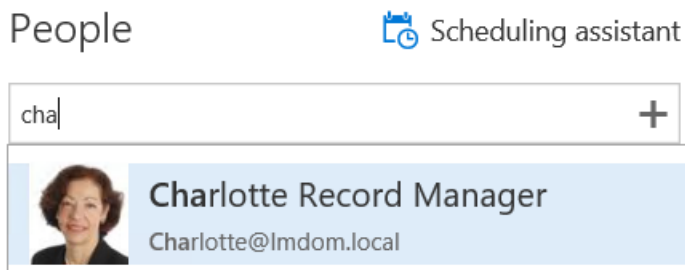 People
Scheduling assistant
cha
Charlotte Record Manager
Charlotte@lmdom.local